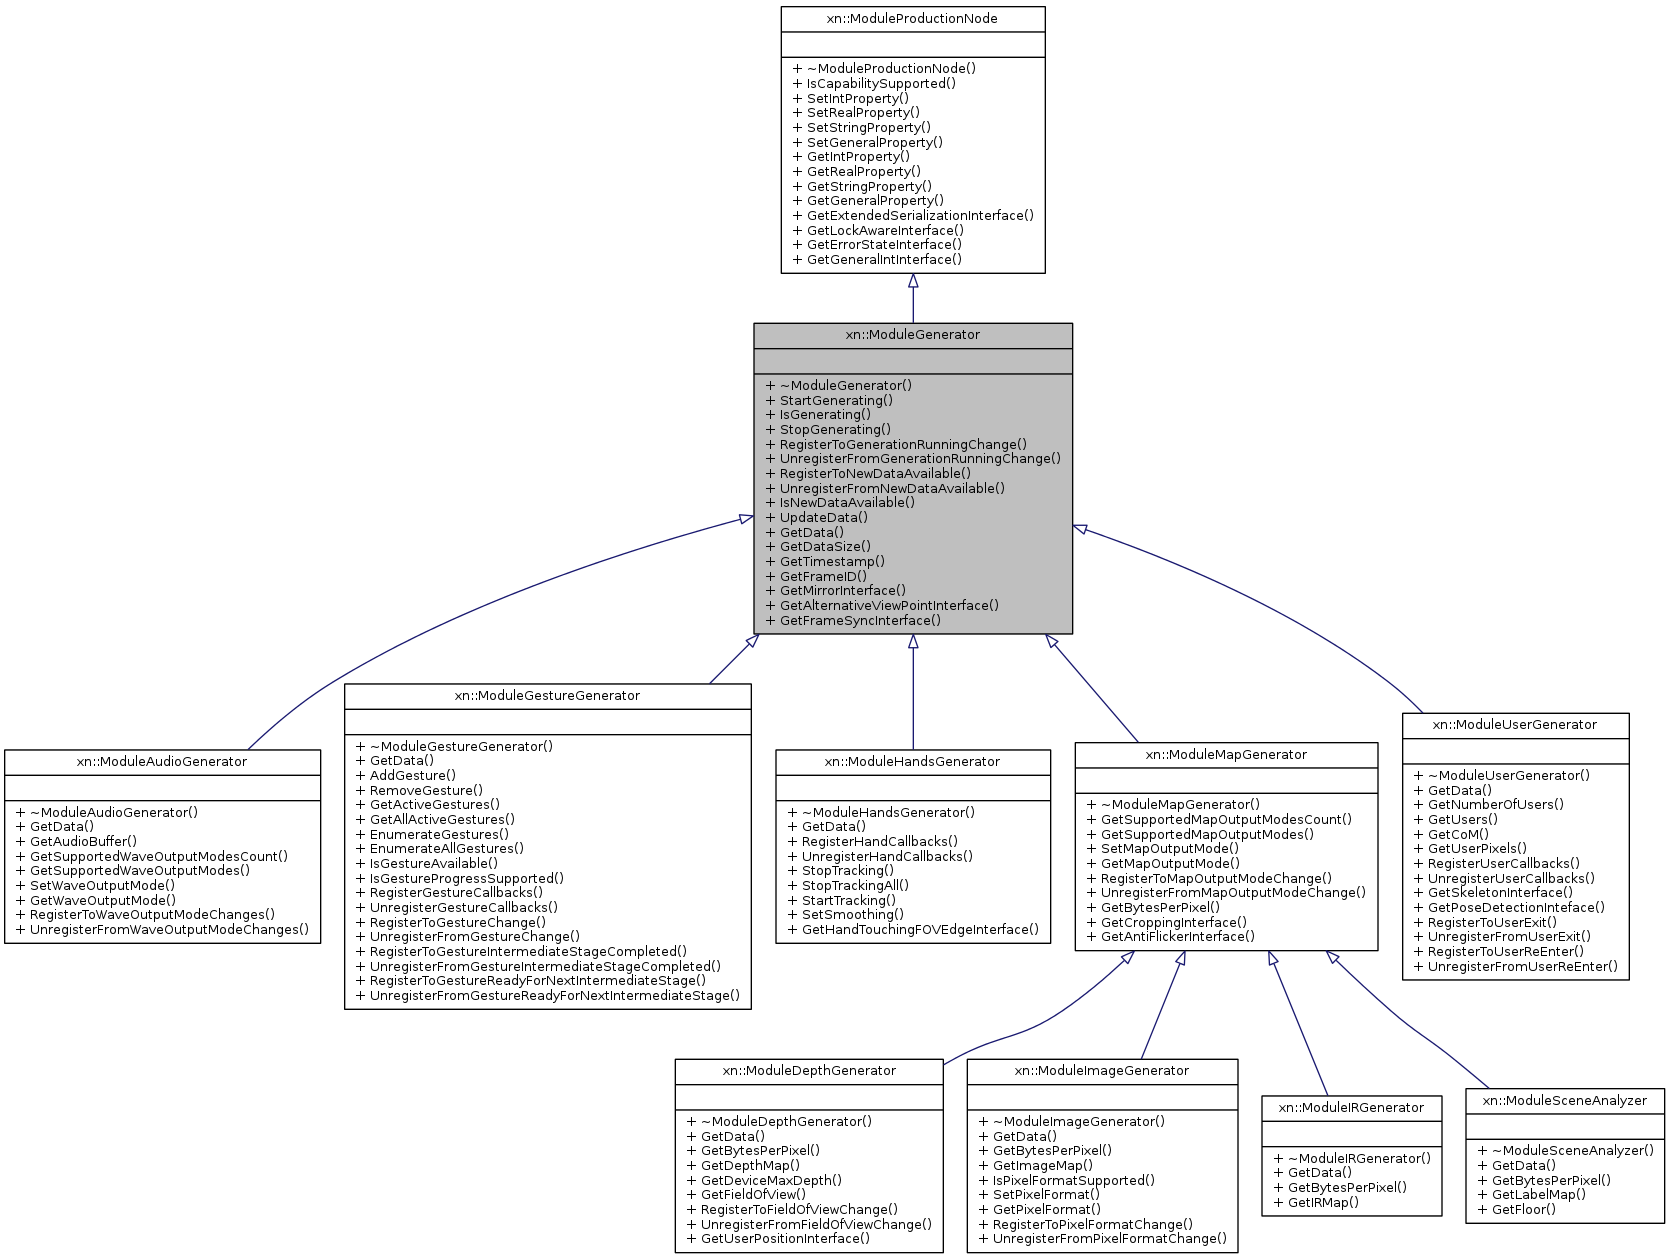 xn::ModuleProductionNode
+ ~ModuleProductionNode()
+ IsCapabilitySupported()
+ SetIntProperty()
+ SetRealProperty()
+ SetStringProperty()
+ SetGeneralProperty()
+ GetIntProperty()
+ GetRealProperty()
+ GetStringProperty()
+ GetGeneralProperty()
+ GetExtendedSerializationInterface()
+ GetLockAwareInterface()
+ GetErrorStateInterface()
+ GetGeneralIntInterface()
xn::ModuleGenerator
+ ~ModuleGenerator()
+ StartGenerating()
+ IsGenerating()
+ StopGenerating()
+ RegisterToGenerationRunningChange()
+ UnregisterFromGenerationRunningChange()
+ RegisterToNewDataAvailable()
+ UnregisterFromNewDataAvailable()
+ IsNewDataAvailable()
+ UpdateData()
+ GetData()
+ GetDataSize()
+ GetTimestamp()
+ GetFrameID()
+ GetMirrorInterface()
+ GetAlternativeViewPointInterface()
+ GetFrameSyncInterface()
xn::ModuleAudioGenerator
+ ~ModuleAudioGenerator()
+ GetData()
+ GetAudioBuffer()
+ GetSupportedWaveOutputModesCount()
+ GetSupportedWaveOutputModes()
+ SetWaveOutputMode()
+ GetWaveOutputMode()
+ RegisterToWaveOutputModeChanges()
+ UnregisterFromWaveOutputModeChanges()
xn::ModuleGestureGenerator
+ ~ModuleGestureGenerator()
+ GetData()
+ AddGesture()
+ RemoveGesture()
+ GetActiveGestures()
+ GetAllActiveGestures()
+ EnumerateGestures()
+ EnumerateAllGestures()
+ IsGestureAvailable()
+ IsGestureProgressSupported()
+ RegisterGestureCallbacks()
+ UnregisterGestureCallbacks()
+ RegisterToGestureChange()
+ UnregisterFromGestureChange()
+ RegisterToGestureIntermediateStageCompleted()
+ UnregisterFromGestureIntermediateStageCompleted()
+ RegisterToGestureReadyForNextIntermediateStage()
+ UnregisterFromGestureReadyForNextIntermediateStage()
xn::ModuleHandsGenerator
+ ~ModuleHandsGenerator()
+ GetData()
+ RegisterHandCallbacks()
+ UnregisterHandCallbacks()
+ StopTracking()
+ StopTrackingAll()
+ StartTracking()
+ SetSmoothing()
+ GetHandTouchingFOVEdgeInterface()
xn::ModuleMapGenerator
+ ~ModuleMapGenerator()
+ GetSupportedMapOutputModesCount()
+ GetSupportedMapOutputModes()
+ SetMapOutputMode()
+ GetMapOutputMode()
+ RegisterToMapOutputModeChange()
+ UnregisterFromMapOutputModeChange()
+ GetBytesPerPixel()
+ GetCroppingInterface()
+ GetAntiFlickerInterface()
xn::ModuleUserGenerator
+ ~ModuleUserGenerator()
+ GetData()
+ GetNumberOfUsers()
+ GetUsers()
+ GetCoM()
+ GetUserPixels()
+ RegisterUserCallbacks()
+ UnregisterUserCallbacks()
+ GetSkeletonInterface()
+ GetPoseDetectionInteface()
+ RegisterToUserExit()
+ UnregisterFromUserExit()
+ RegisterToUserReEnter()
+ UnregisterFromUserReEnter()
xn::ModuleDepthGenerator
+ ~ModuleDepthGenerator()
+ GetData()
+ GetBytesPerPixel()
+ GetDepthMap()
+ GetDeviceMaxDepth()
+ GetFieldOfView()
+ RegisterToFieldOfViewChange()
+ UnregisterFromFieldOfViewChange()
+ GetUserPositionInterface()
xn::ModuleImageGenerator
+ ~ModuleImageGenerator()
+ GetData()
+ GetBytesPerPixel()
+ GetImageMap()
+ IsPixelFormatSupported()
+ SetPixelFormat()
+ GetPixelFormat()
+ RegisterToPixelFormatChange()
+ UnregisterFromPixelFormatChange()
xn::ModuleIRGenerator
+ ~ModuleIRGenerator()
+ GetData()
+ GetBytesPerPixel()
+ GetIRMap()
xn::ModuleSceneAnalyzer
+ ~ModuleSceneAnalyzer()
+ GetData()
+ GetBytesPerPixel()
+ GetLabelMap()
+ GetFloor()